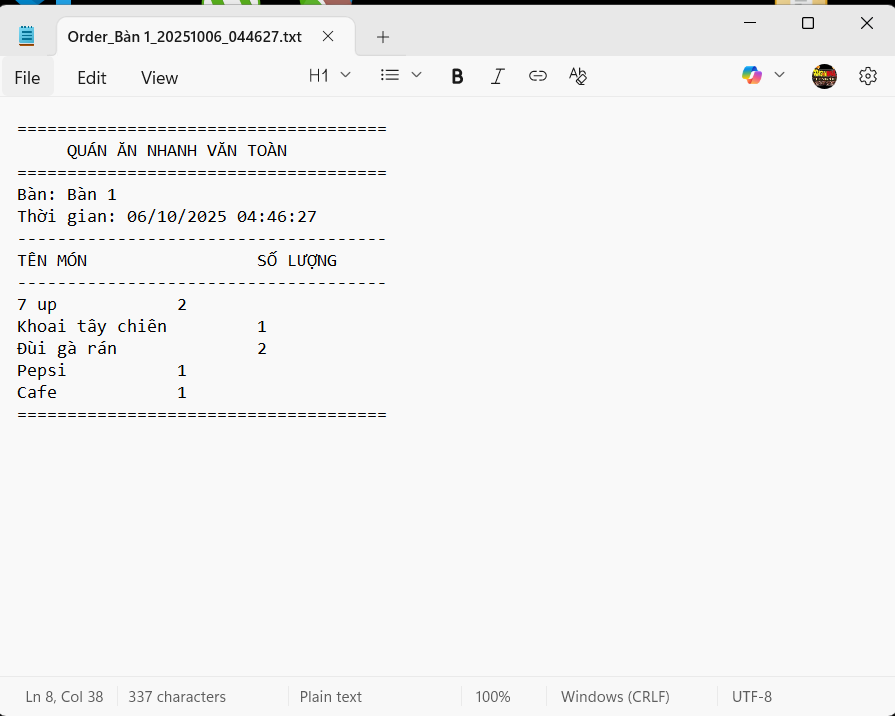 Order_Bàn 1_20251006_044627.txt
File Edit View H1 B I
=====================================
     QUÁN ĂN NHANH VĂN TOÀN
=====================================
Bàn: Bàn 1
Thời gian: 06/10/2025 04:46:27
-------------------------------------
TÊN MÓN                 SỐ LƯỢNG
-------------------------------------
7 up            2
Khoai tây chiên         1
Đùi gà rán              2
Pepsi           1
Cafe            1
=====================================
Ln 8, Col 38 337 characters Plain text 100% Windows (CRLF) UTF-8